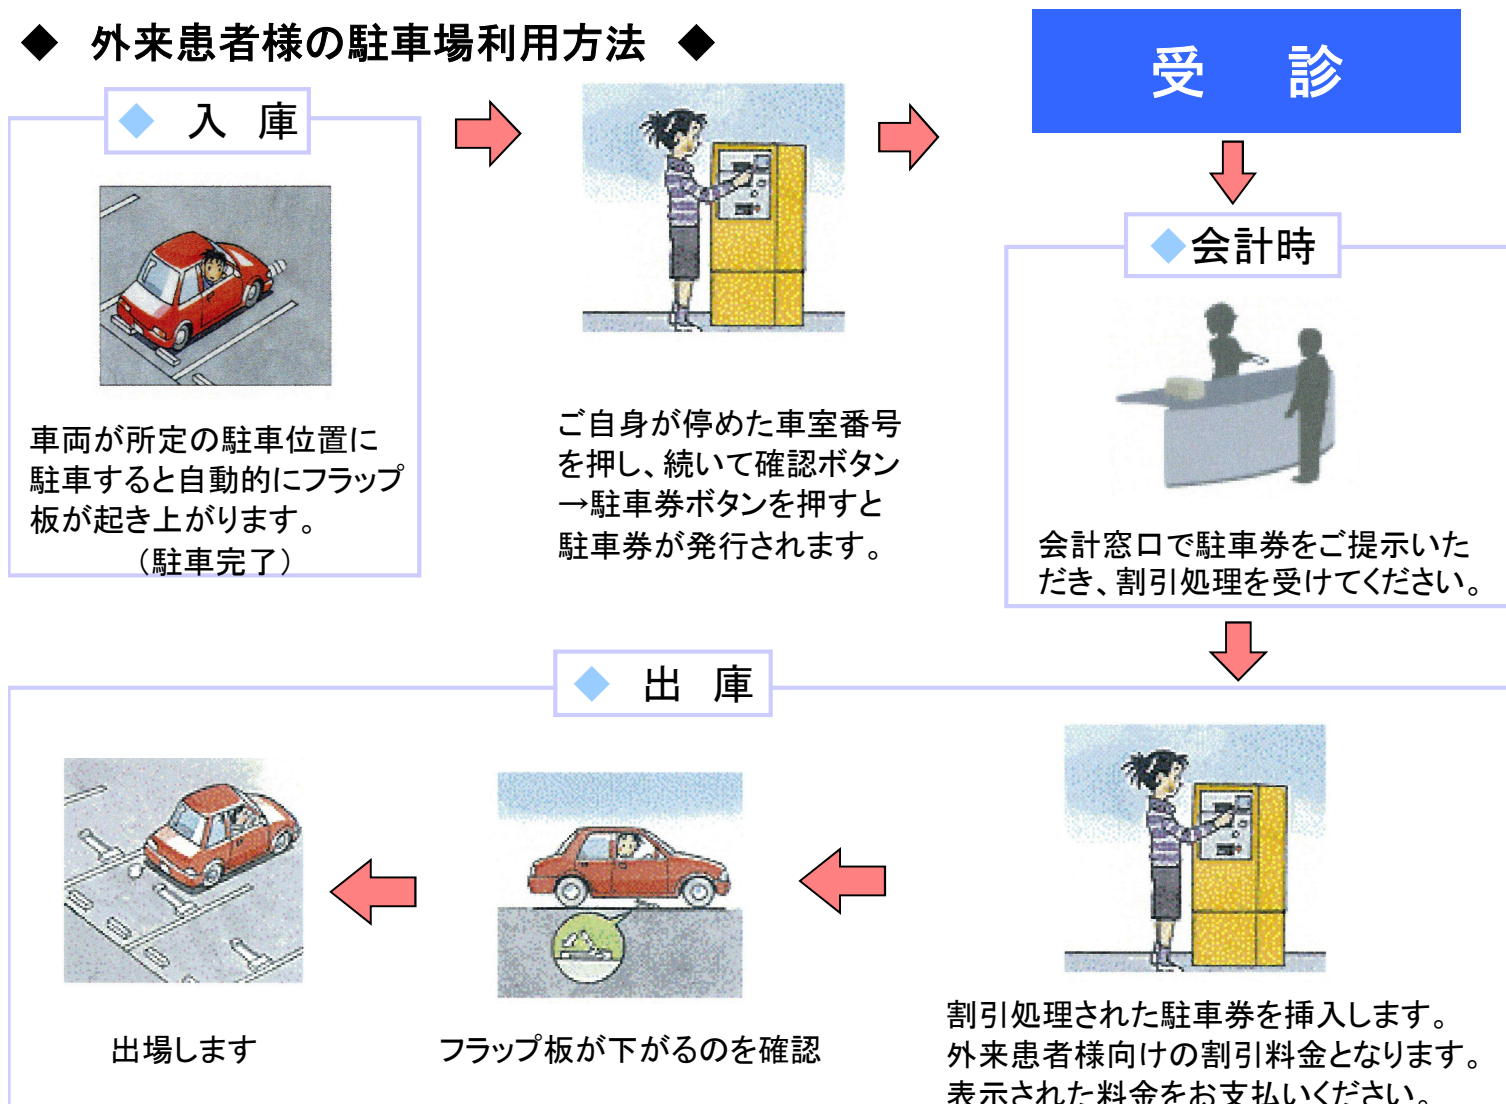 ◆ 外来患者様の駐車場利用方法 ◆
◆ 入 庫
車両が所定の駐車位置に
駐車すると自動的にフラップ
板が起き上がります。
（駐車完了）
ご自身が停めた車室番号
を押し、続いて確認ボタン
→駐車券ボタンを押すと
駐車券が発行されます。
受 診
◆会計時
会計窓口で駐車券をご提示いた
だき、割引処理を受けてください。
◆ 出 庫
割引処理された駐車券を挿入します。
外来患者様向けの割引料金となります。
表示された料金をお支払いください。
フラップ板が下がるのを確認
出場します